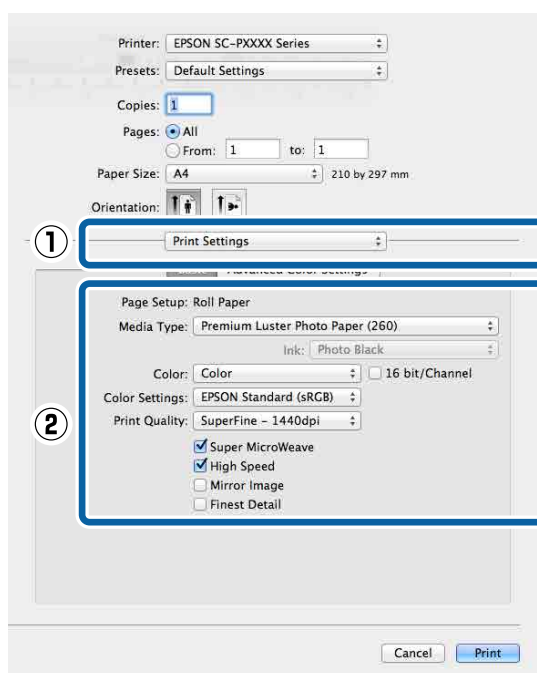 Printer: EPSON SC-PXXXX Series
Presets: Default Settings
Copies: 1
Pages: All
From: 1 to: 1
Paper Size: A4 210 by 297 mm
Orientation:
1 Print Settings
Advanced Color Settings
Page Setup: Roll Paper
Media Type: Premium Luster Photo Paper (260)
Ink: Photo Black
Color: Color 16 bit/Channel
Color Settings: EPSON Standard (sRGB)
2 Print Quality: SuperFine - 1440dpi
Super MicroWeave
High Speed
Mirror Image
Finest Detail
Cancel Print